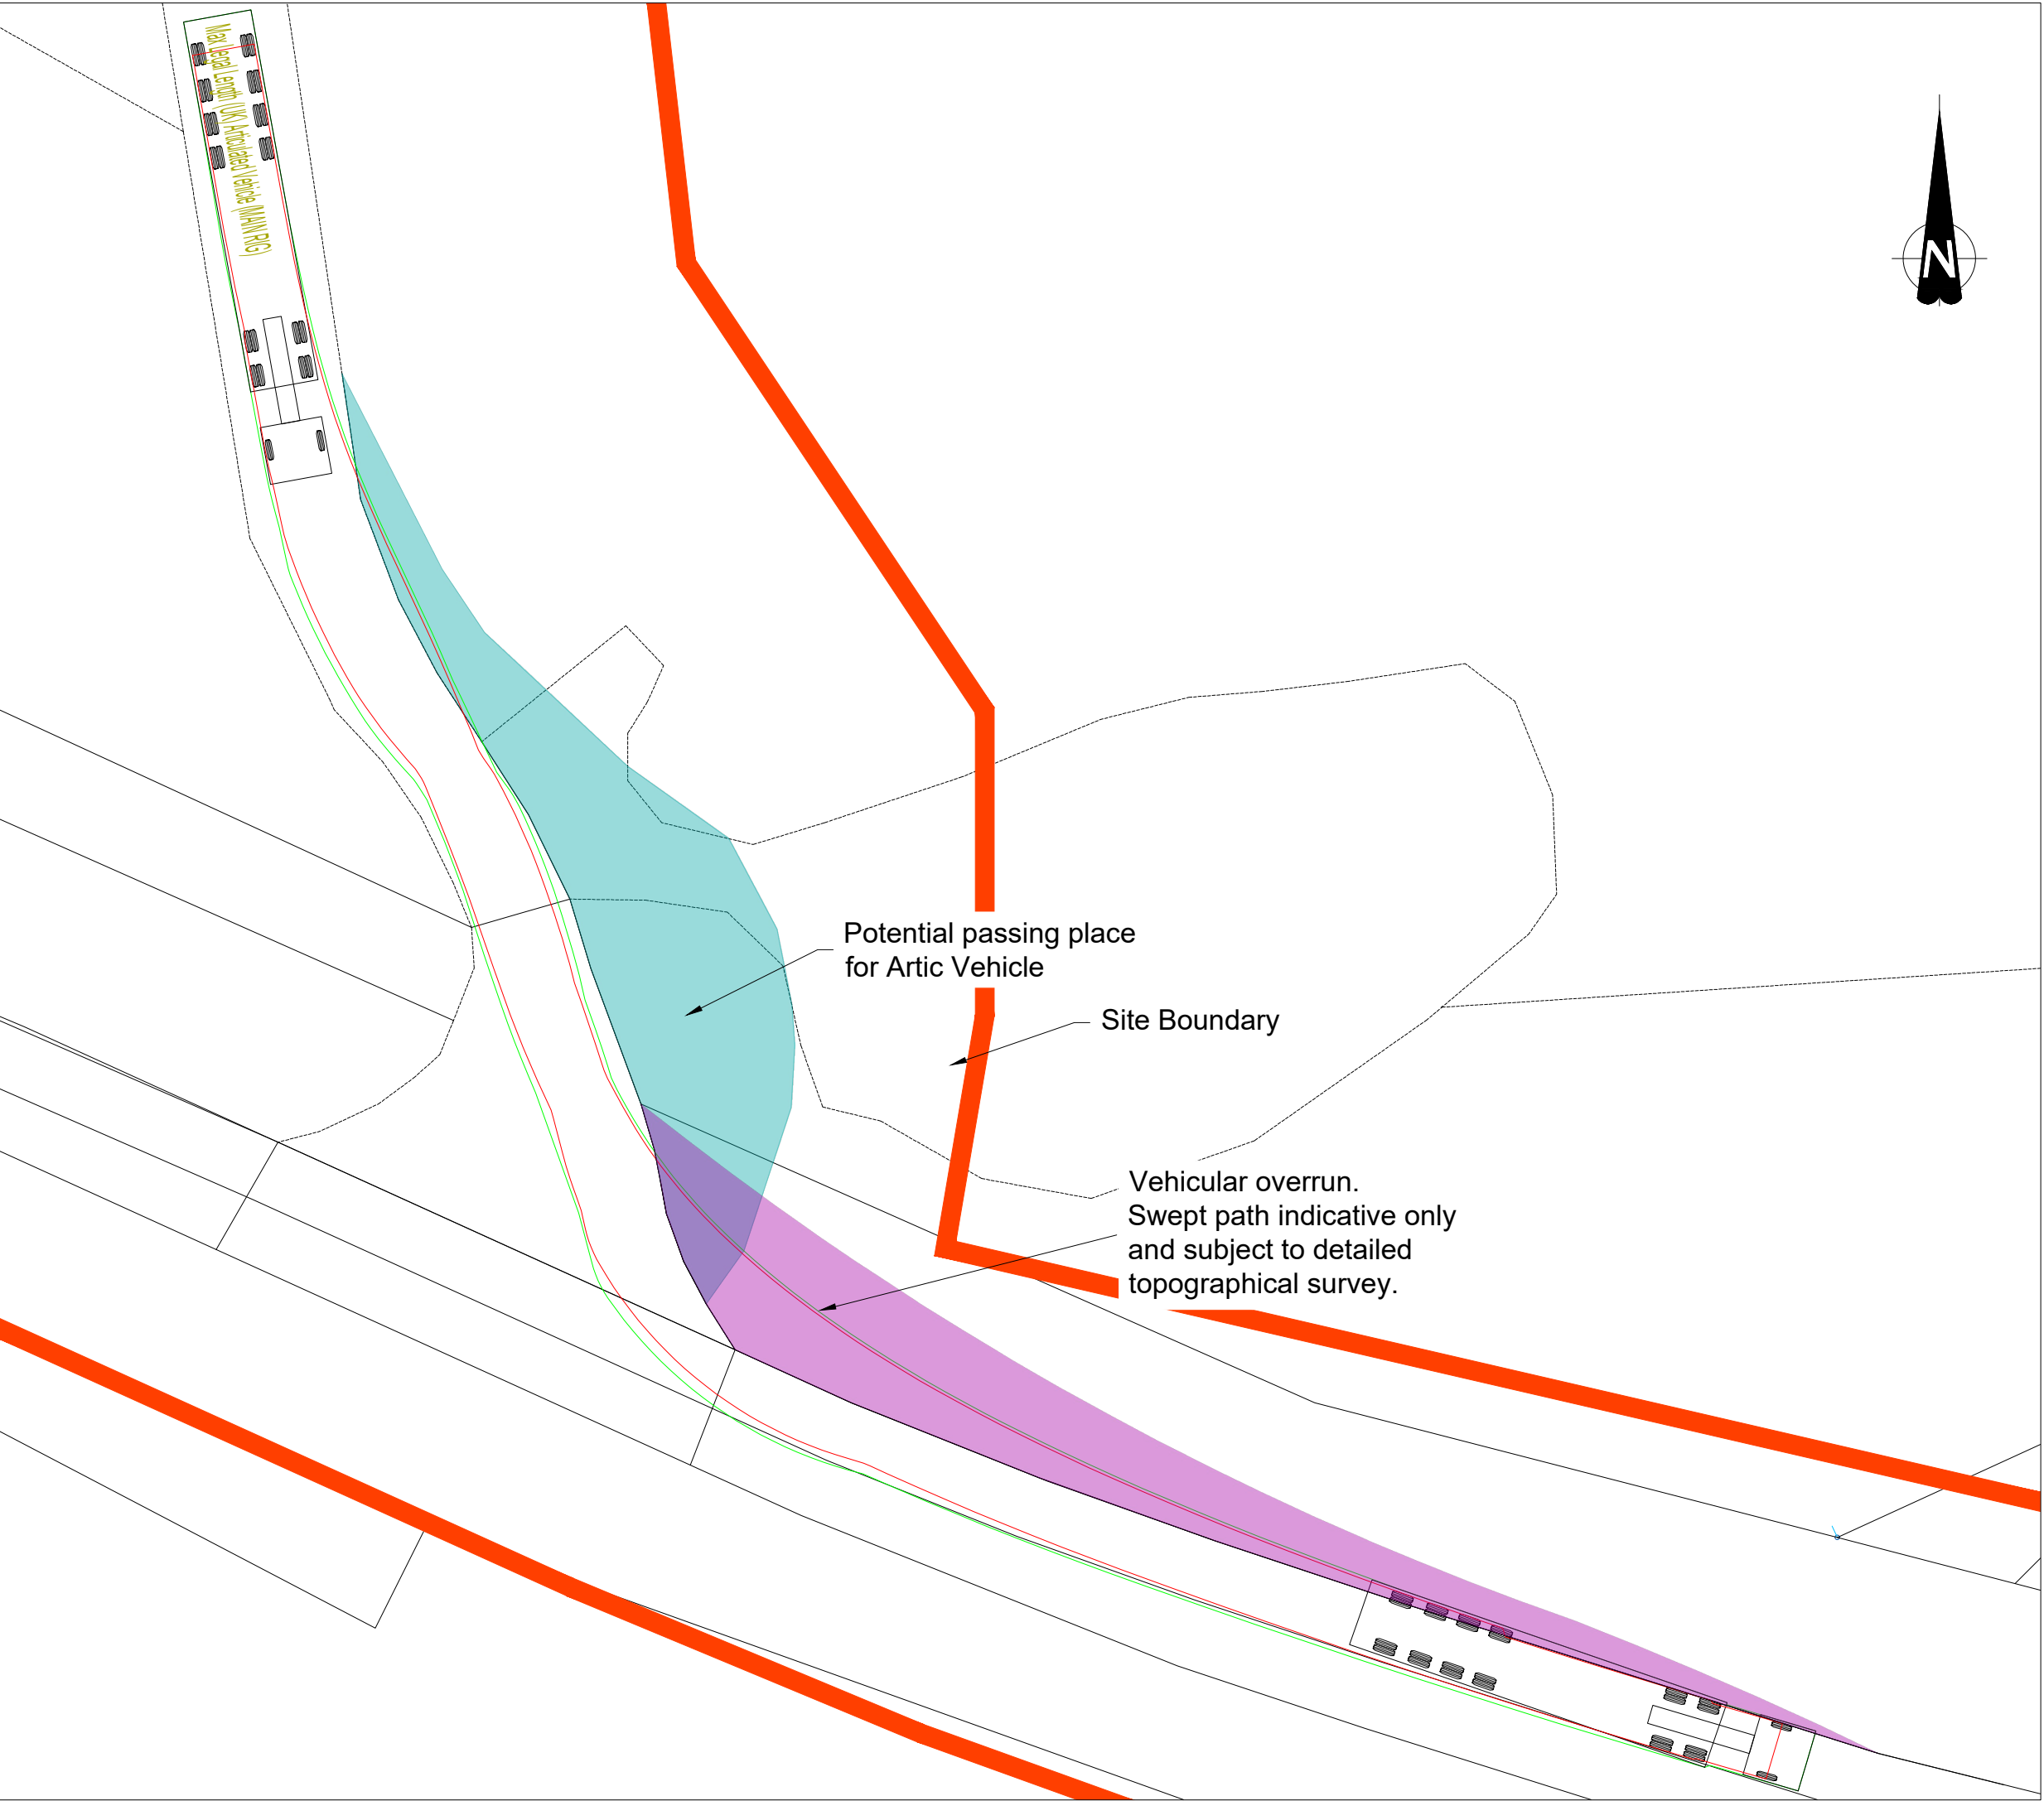 Max Legal Length (UK) Articulated Vehicle (MAN RIG)
N
Potential passing place
for Artic Vehicle
Site Boundary
Vehicular overrun.
Swept path indicative only
and subject to detailed
topographical survey.